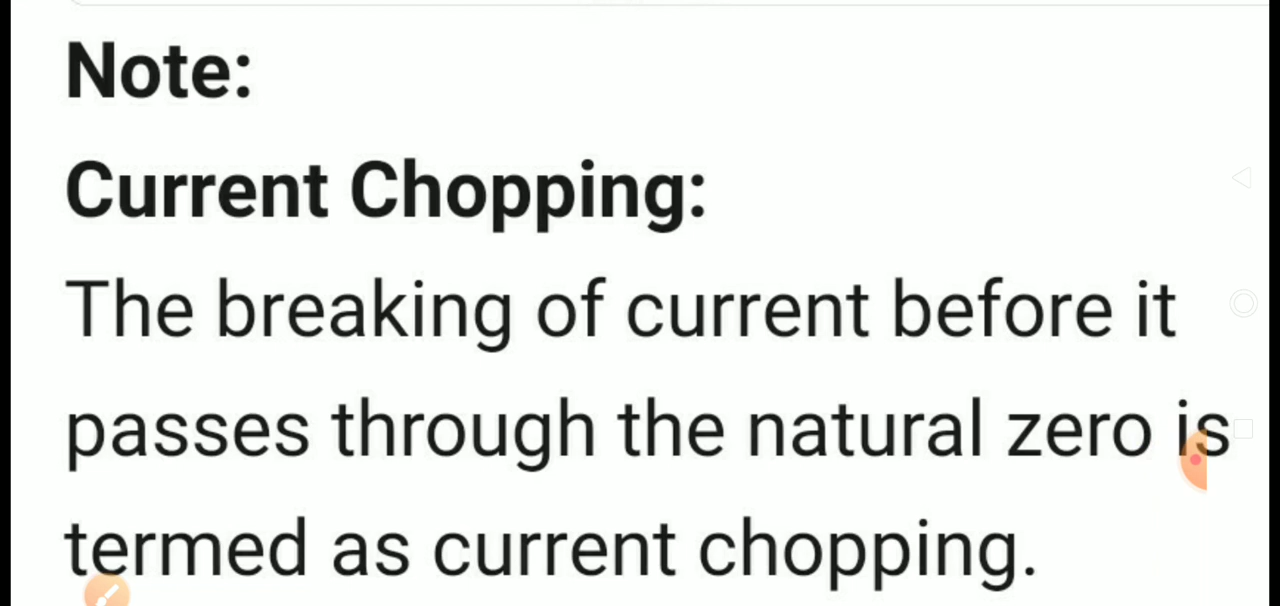 Note:
Current Chopping:
The breaking of current before it
passes through the natural zero is
termed as current chopping.